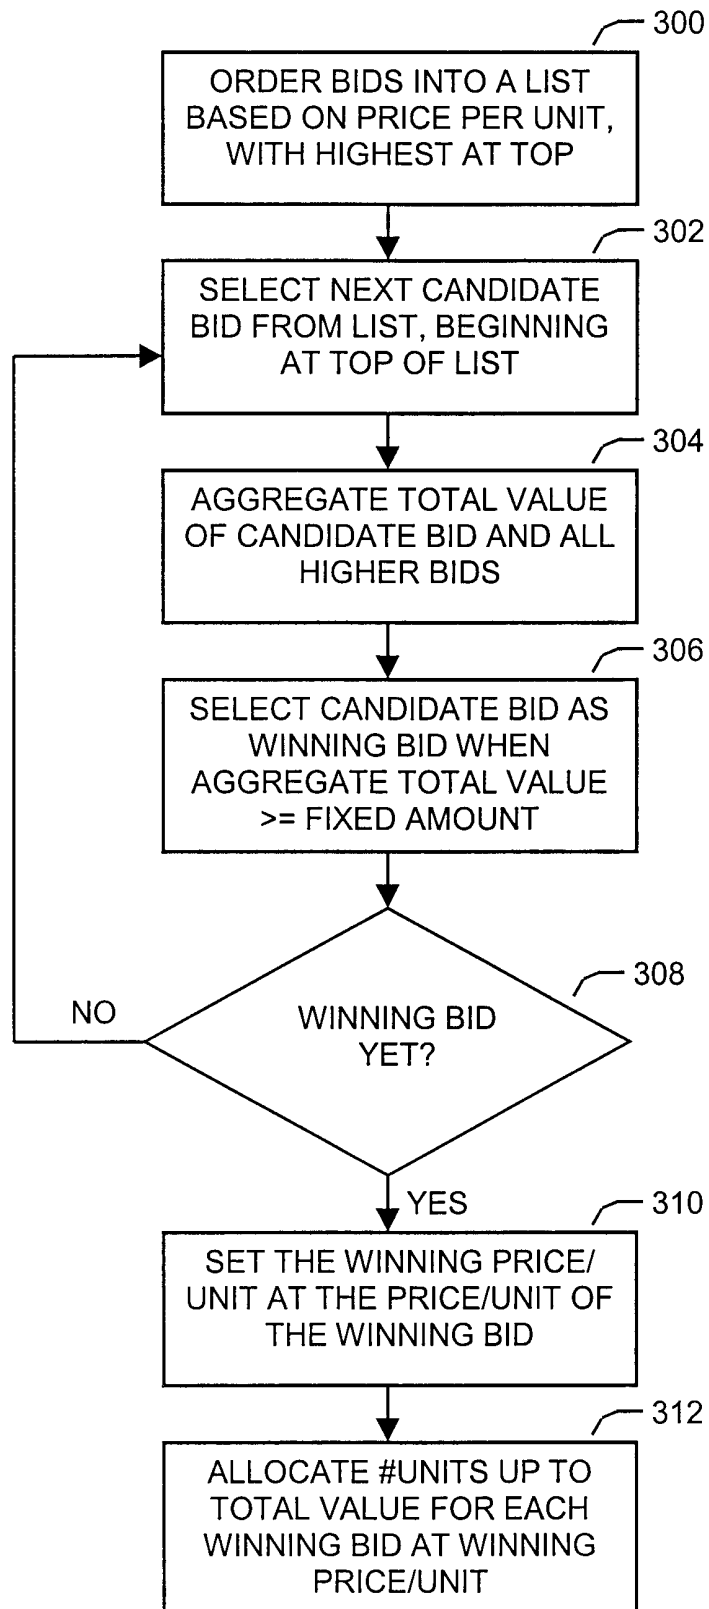 300
ORDER BIDS INTO A LIST
BASED ON PRICE PER UNIT,
WITH HIGHEST AT TOP
302
SELECT NEXT CANDIDATE
BID FROM LIST, BEGINNING
AT TOP OF LIST
304
AGGREGATE TOTAL VALUE
OF CANDIDATE BID AND ALL
HIGHER BIDS
306
SELECT CANDIDATE BID AS
WINNING BID WHEN
AGGREGATE TOTAL VALUE
>= FIXED AMOUNT
308
NO
WINNING BID
YET?
YES
310
SET THE WINNING PRICE/
UNIT AT THE PRICE/UNIT OF
THE WINNING BID
312
ALLOCATE #UNITS UP TO
TOTAL VALUE FOR EACH
WINNING BID AT WINNING
PRICE/UNIT